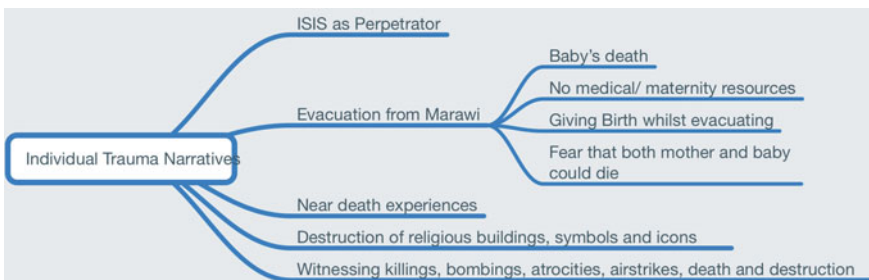 ISIS as Perpetrator
Baby's death
No medical/ maternity resources
Evacuation from Marawi
Giving Birth whilst evacuating
Individual Trauma Narratives
Fear that both mother and baby
could die
Near death experiences
Destruction of religious buildings, symbols and icons
Witnessing killings, bombings, atrocities, airstrikes, death and destruction